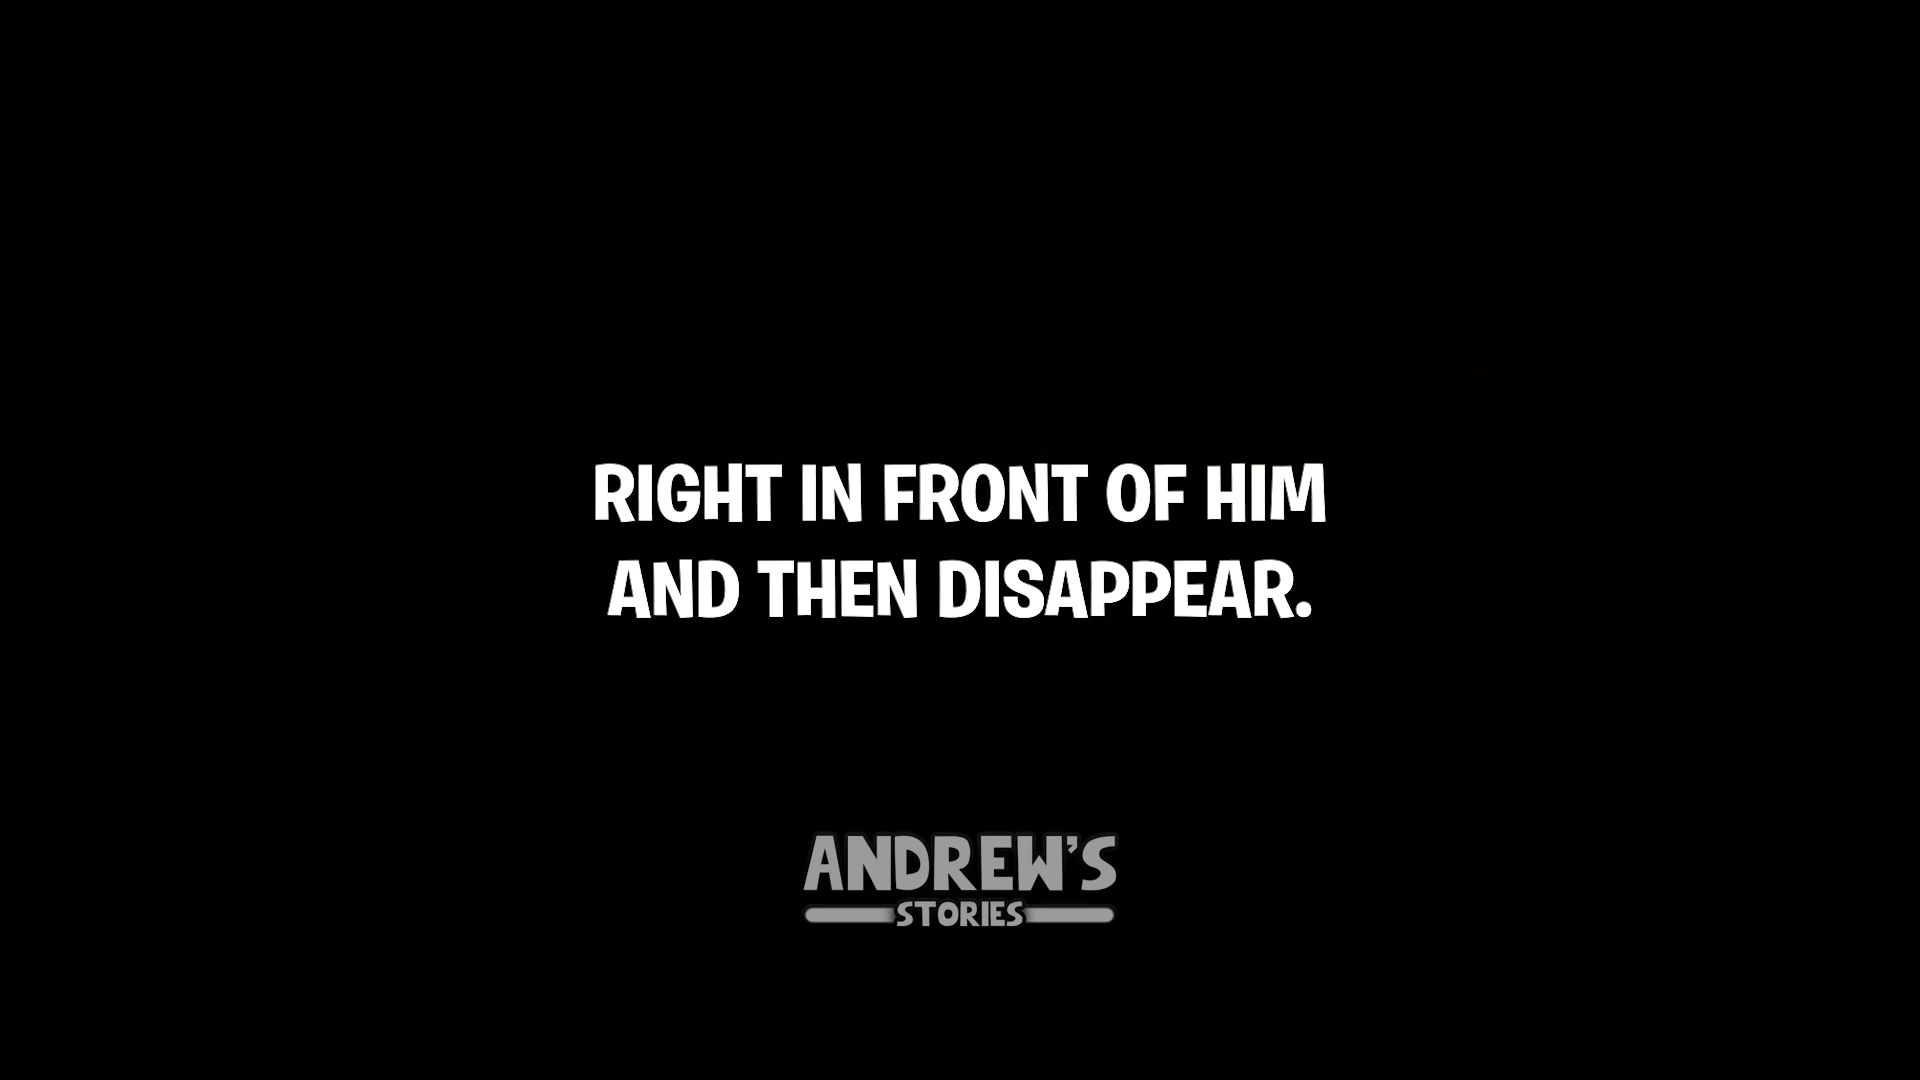 RIGHT IN FRONT OF HIM
AND THEN DISAPPEAR.
ANDREW'S
STORIES